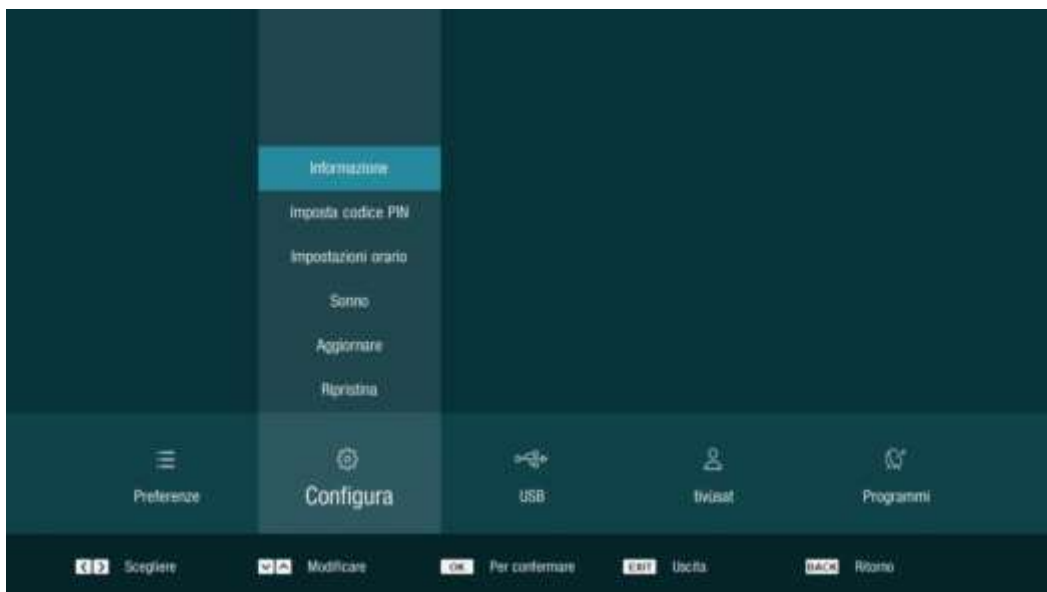 Informazione
Imposta codice PIN
Impostazioni orario
Sonno
Aggiornare
Ripristina
Preferenze
Configura
USB
tivùsat
Programmi
Scegliere
Modificare
OK Per confermare
EXIT Uscita
BACK Ritorno